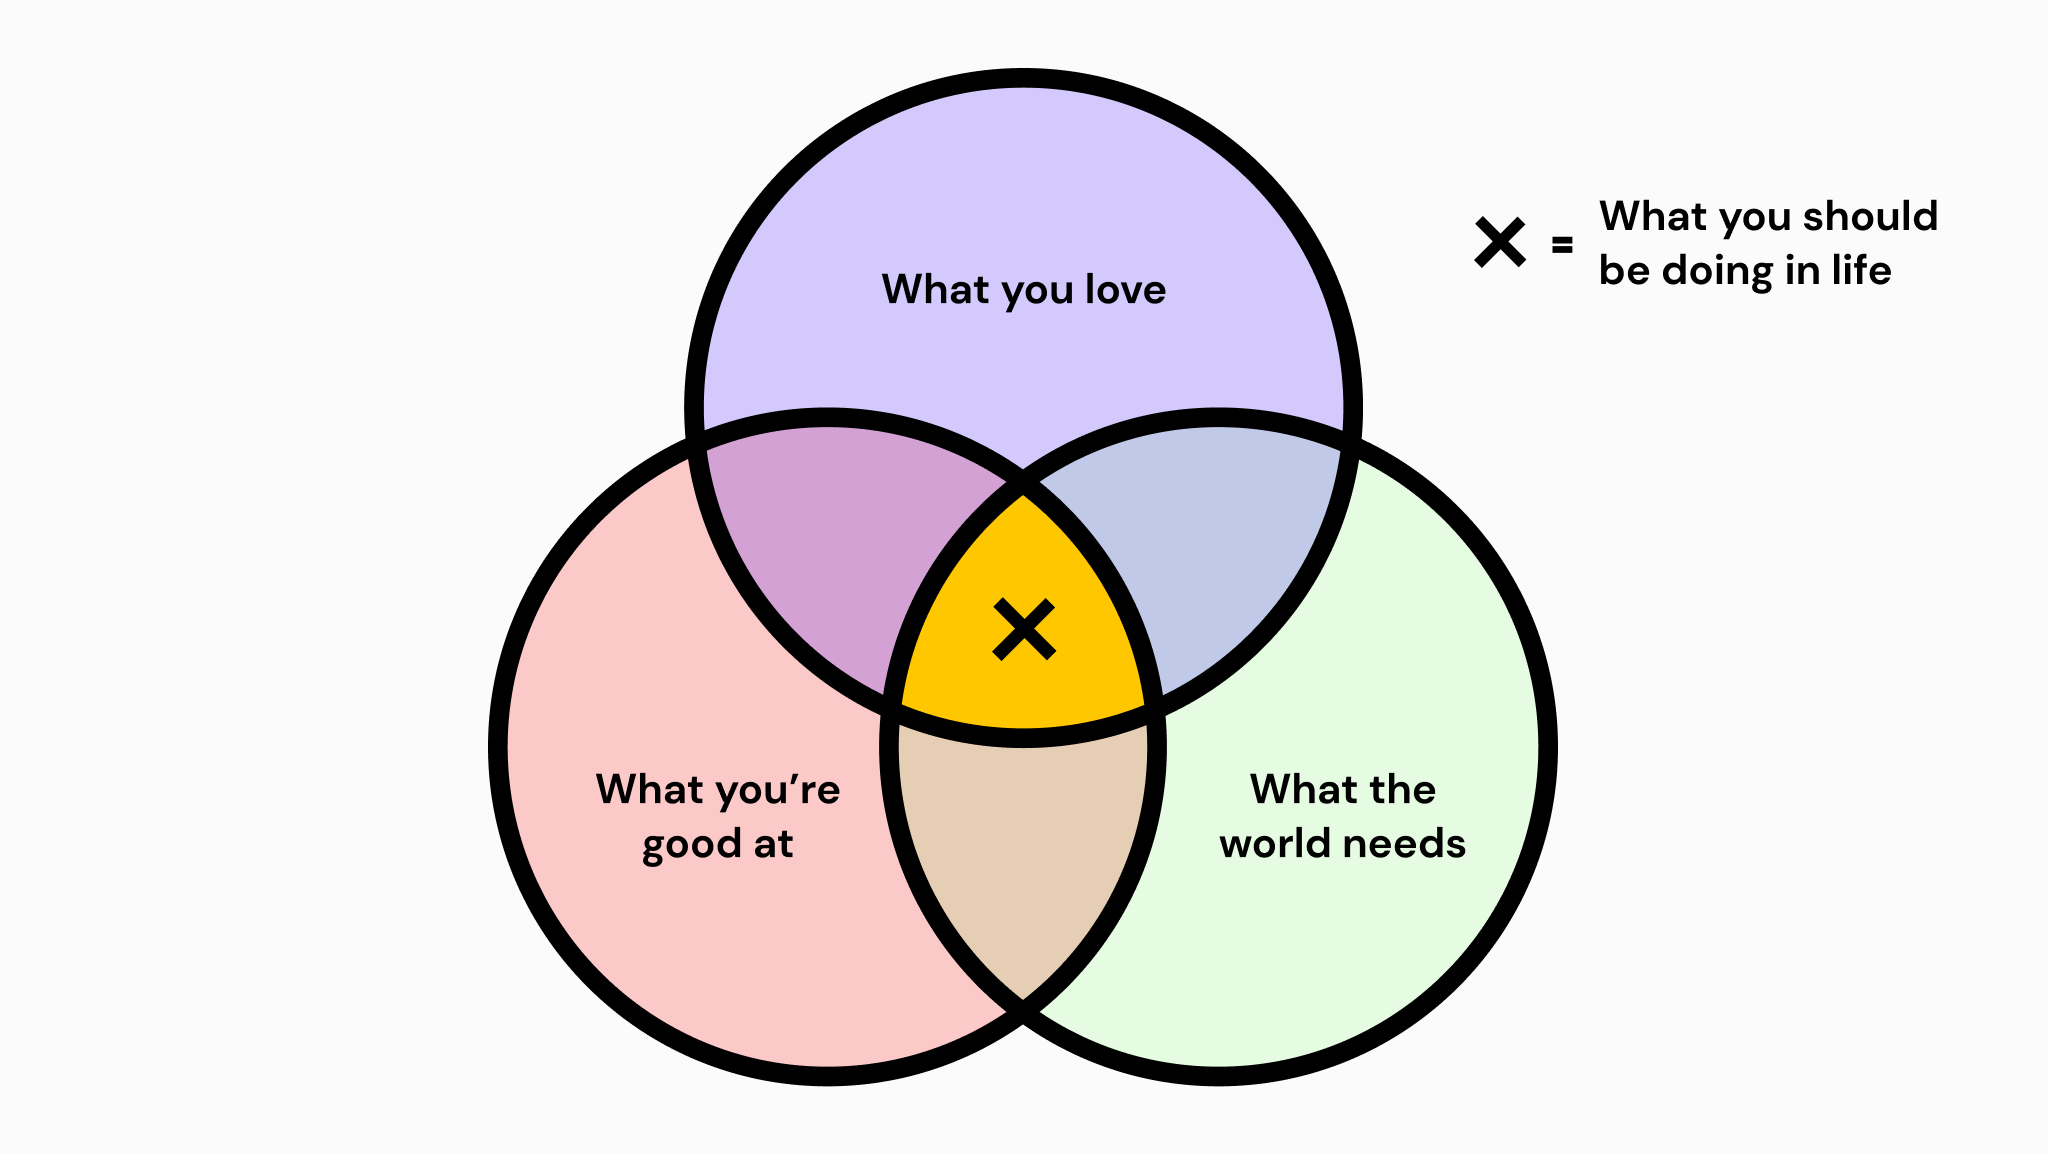 What you love
✕ = What you should
be doing in life
✕
What you’re
good at
What the
world needs